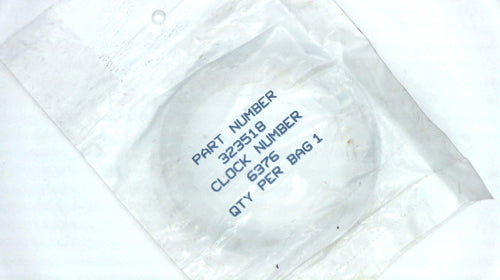 PART NUMBER
323518
CLOCK NUMBER
6376
QTY PER BAG 1